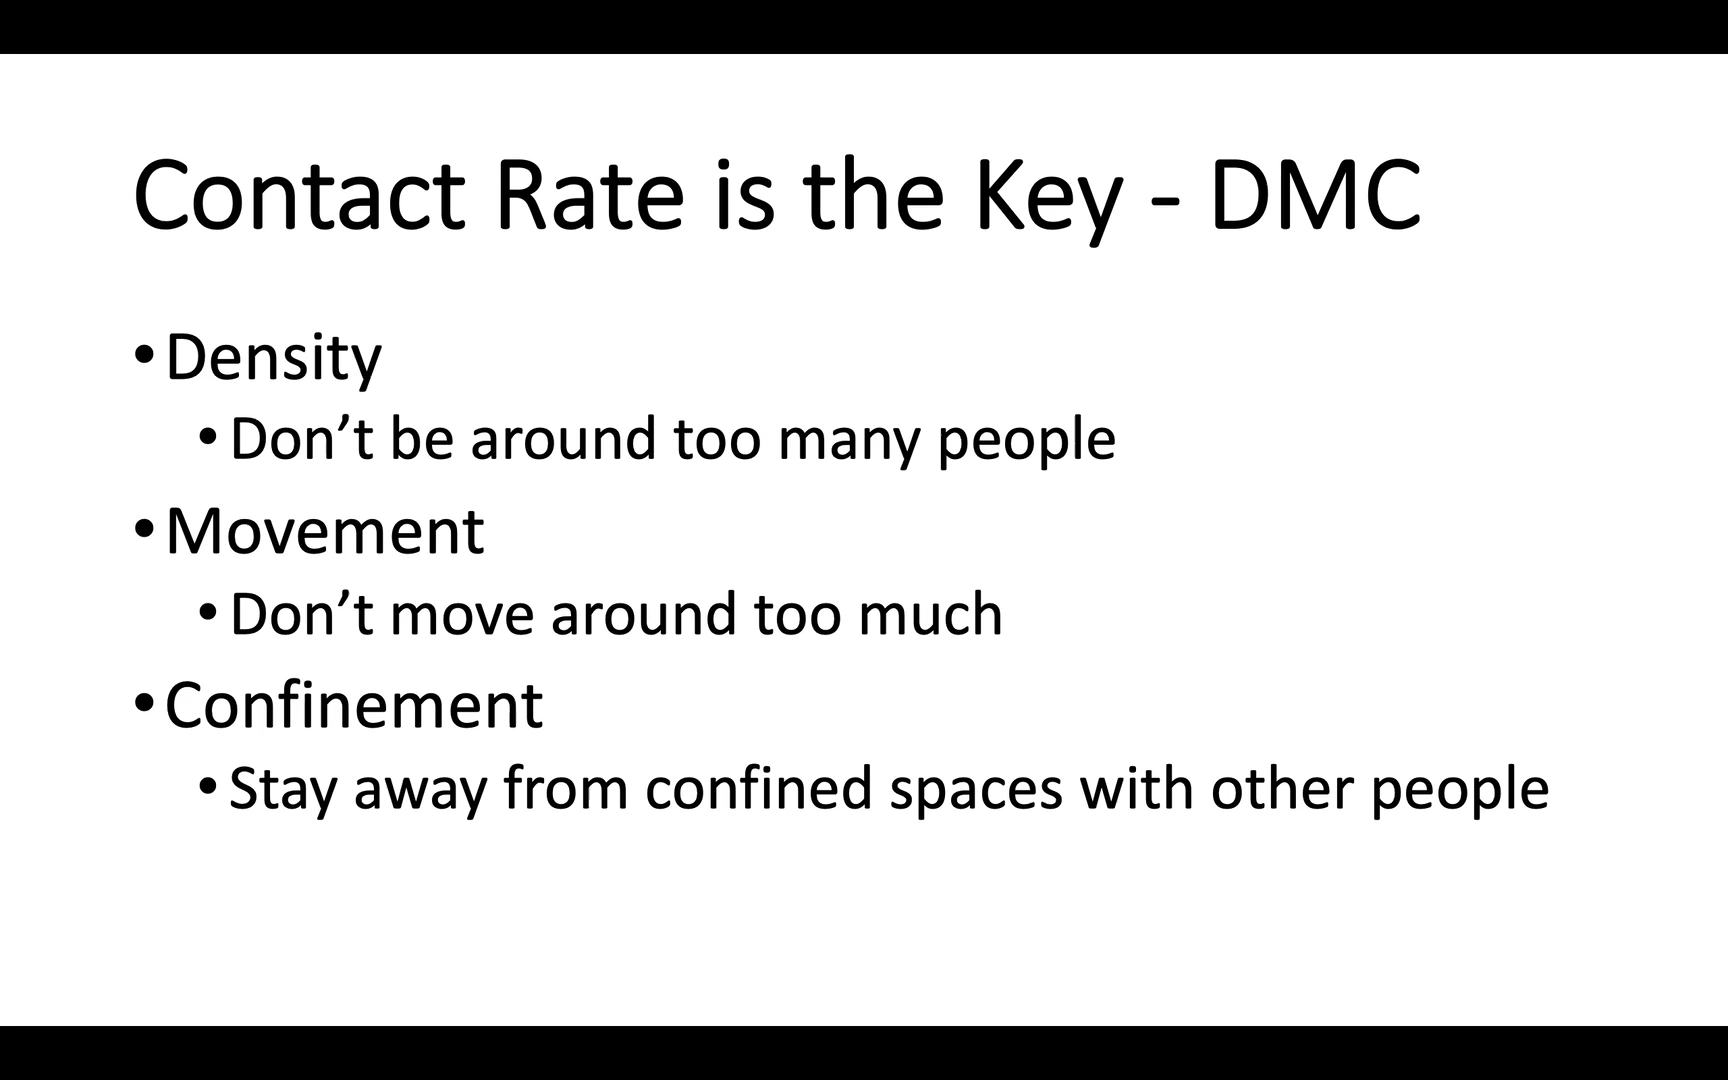 Contact Rate is the Key - DMC
• Density
• Don’t be around too many people
• Movement
• Don’t move around too much
• Confinement
• Stay away from confined spaces with other people